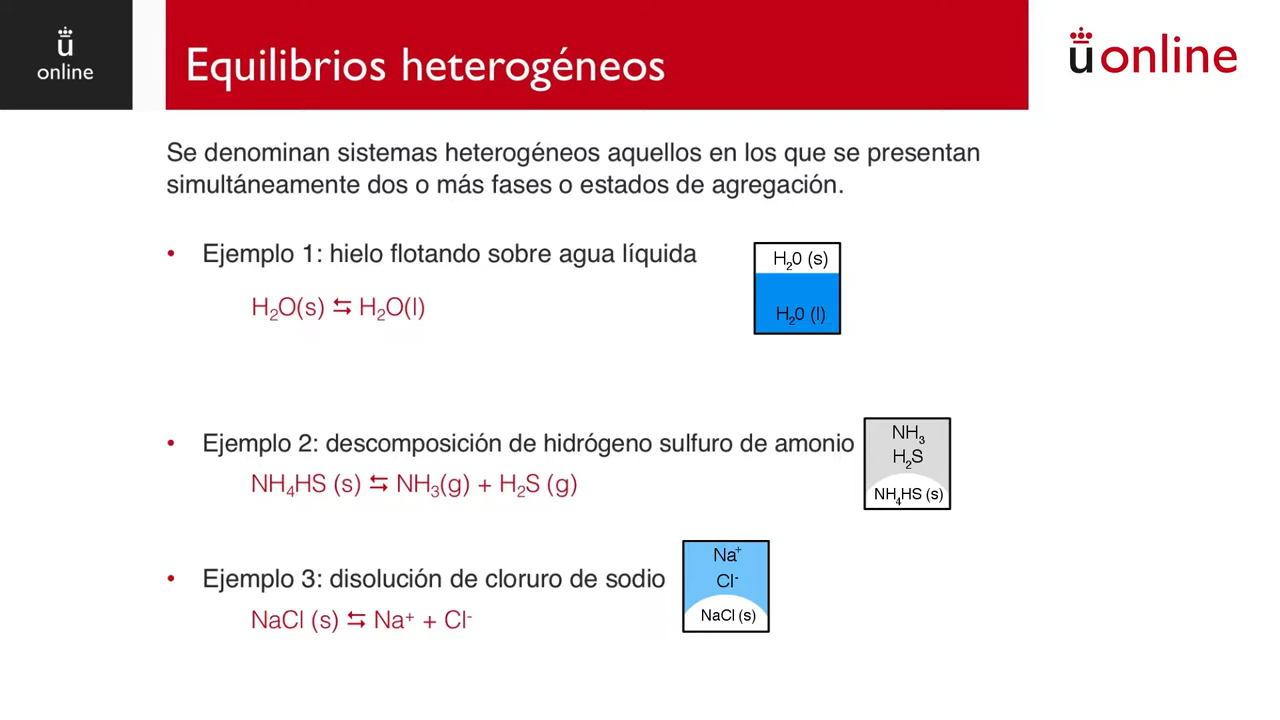 ü
online
Equilibrios heterogéneos
üonline
Se denominan sistemas heterogéneos aquellos en los que se presentan
simultáneamente dos o más fases o estados de agregación.
• Ejemplo 1: hielo flotando sobre agua líquida
H₂O(s) ⇆ H₂O(l)
H₂0 (s)
H₂0 (l)
• Ejemplo 2: descomposición de hidrógeno sulfuro de amonio
NH₄HS (s) ⇆ NH₃(g) + H₂S (g)
NH₃
H₂S
NH₄HS (s)
• Ejemplo 3: disolución de cloruro de sodio
NaCl (s) ⇆ Na⁺ + Cl⁻
Na⁺
Cl⁻
NaCl (s)